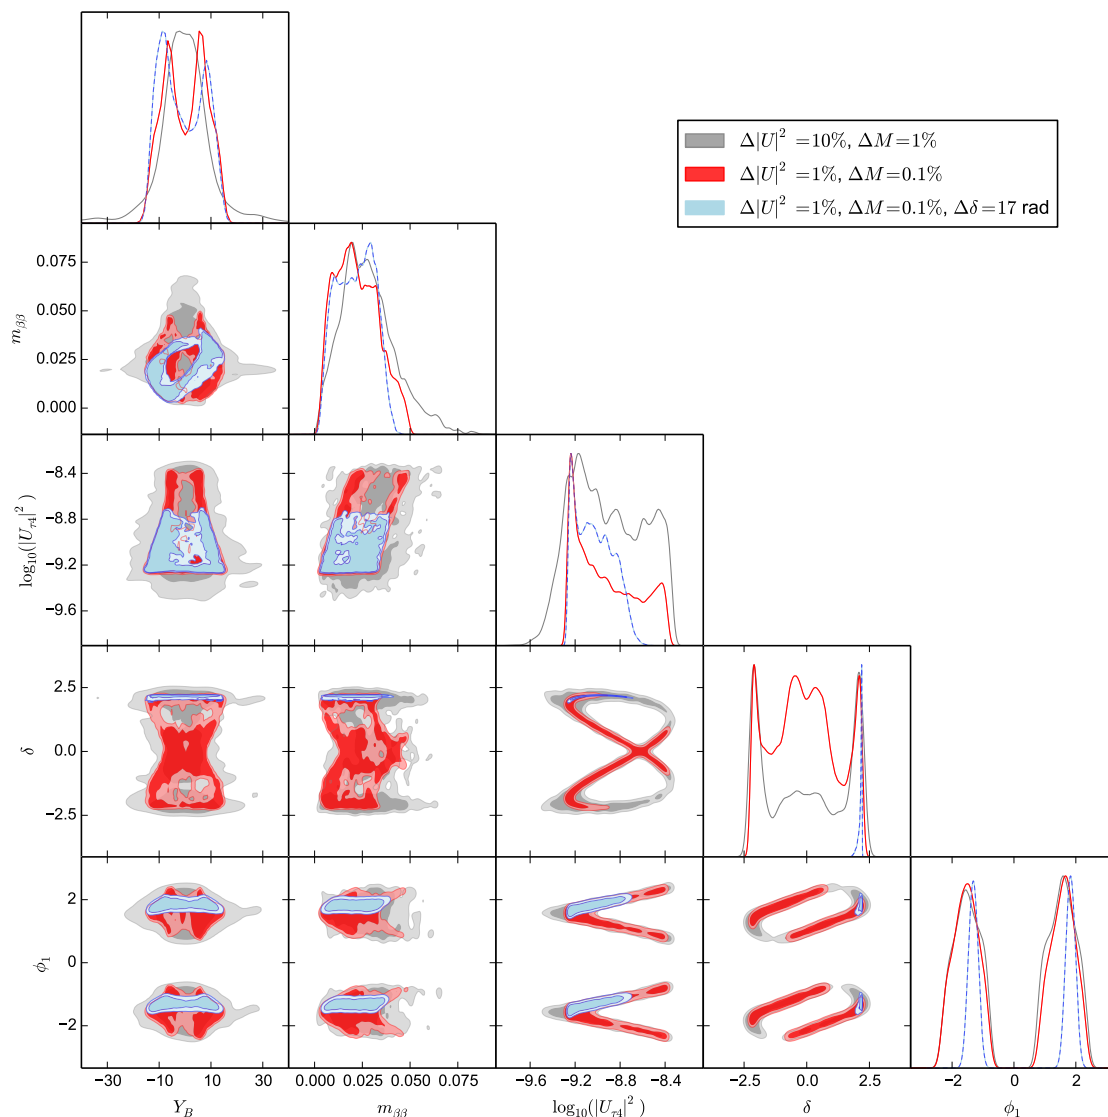 Δ|U|² =10%, ΔM=1%
Δ|U|² =1%, ΔM=0.1%
Δ|U|² =1%, ΔM=0.1%, Δδ=17 rad
0.075
0.050
0.025
0.000
m_ββ
−8.4
−8.8
−9.2
−9.6
log₁₀(|U_τ4|²)
2.5
0.0
−2.5
δ
2
0
−2
ϕ₁
−30 −10 10 30
0.000 0.025 0.050 0.075
−9.6 −9.2 −8.8 −8.4
−2.5 0.0 2.5
−2 0 2
Y_B
m_ββ
log₁₀(|U_τ4|²)
δ
ϕ₁